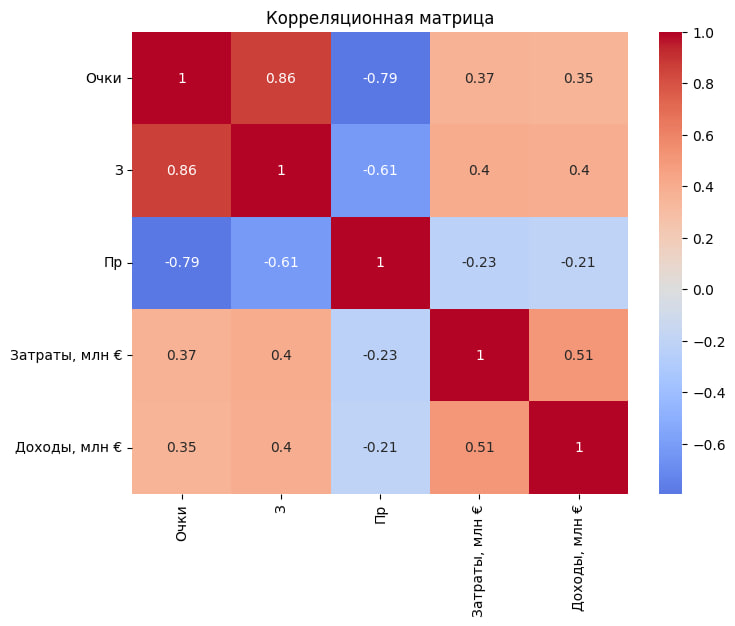 Корреляционная матрица
Очки 1 0.86 -0.79 0.37 0.35
З 0.86 1 -0.61 0.4 0.4
Пр -0.79 -0.61 1 -0.23 -0.21
Затраты, млн € 0.37 0.4 -0.23 1 0.51
Доходы, млн € 0.35 0.4 -0.21 0.51 1
Очки
З
Пр
Затраты, млн €
Доходы, млн €
1.0
0.8
0.6
0.4
0.2
0.0
−0.2
−0.4
−0.6